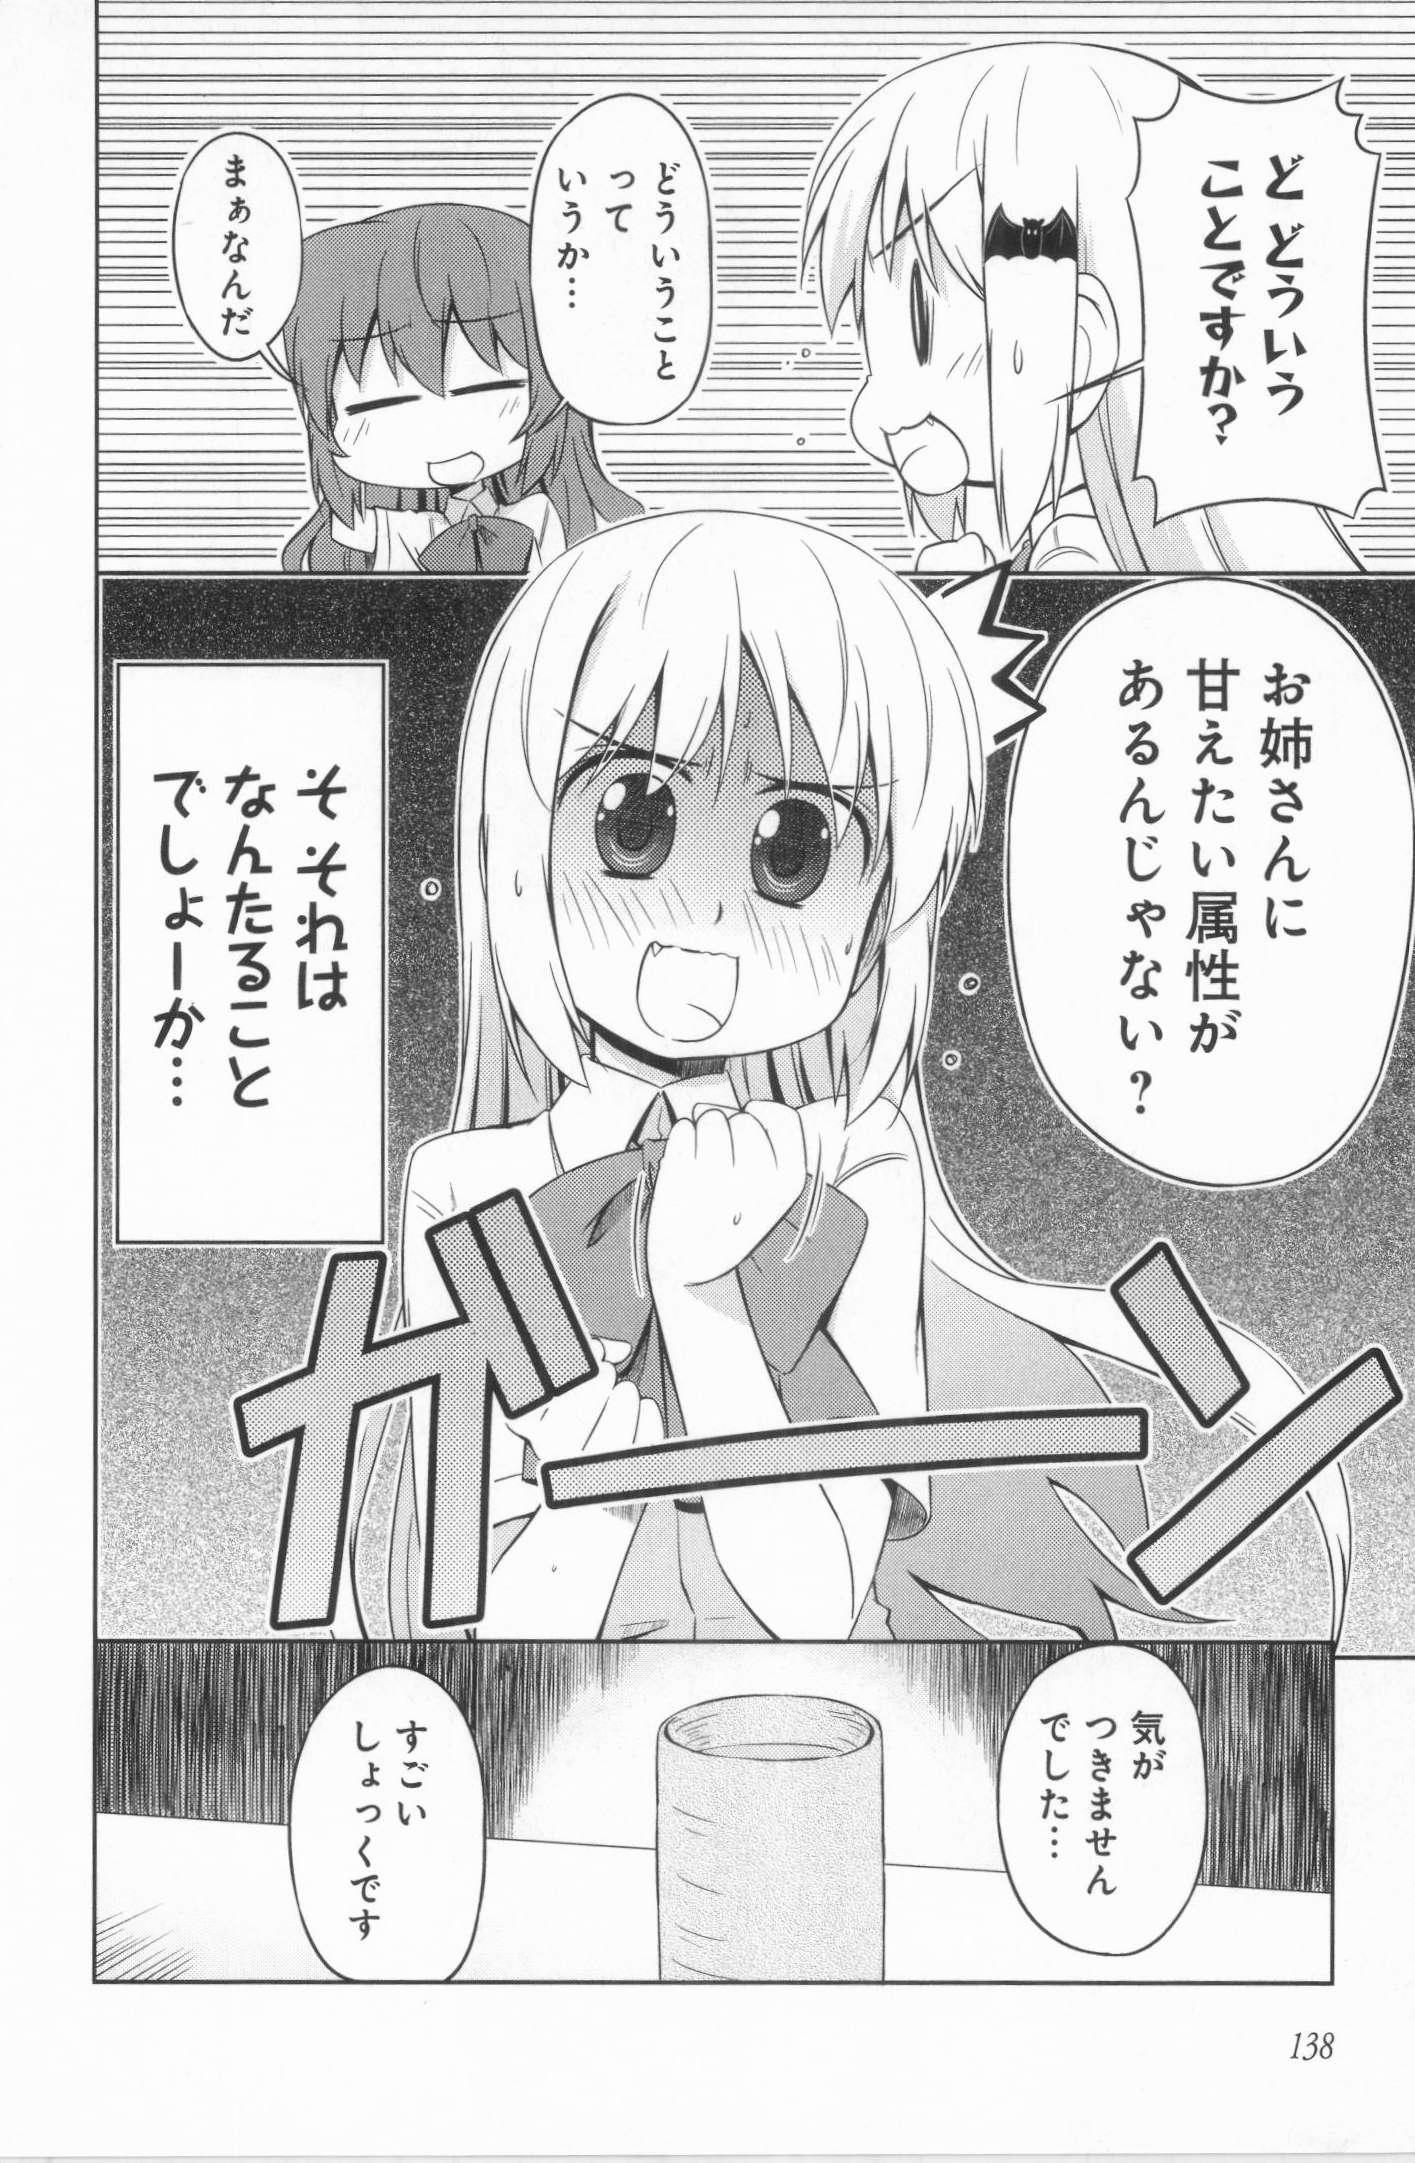 ど どういう
ことですか？
どういうこと
って
いうか…
まぁなんだ
お姉さんに
甘えたい属性が
あるんじゃない？
そ それは
なんたること
でしょーか…
ガーン
気が
つきません
でした…
すごい
しょっくです
138